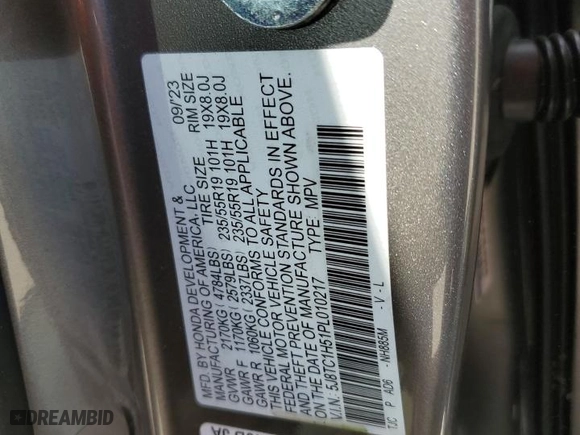 MFD. BY HONDA DEVELOPMENT &
MANUFACTURING OF AMERICA, LLC 09/'23
TIRE SIZE RIM SIZE
GVWR 2170KG ( 4784LBS)
GAWR F 1170KG ( 2579LBS) 235/55R19 101H 19X8.0J
GAWR R 1060KG ( 2337LBS) 235/55R19 101H 19X8.0J
THIS VEHICLE CONFORMS TO ALL APPLICABLE
FEDERAL MOTOR VEHICLE SAFETY
THEFT PREVENTION STANDARDS IN EFFECT
ON THE DATE OF MANUFACTURE SHOWN ABOVE.
V.I.N: 5J8TC1H51PL010217 TYPE: MPV
TJC P AD6 -NH885M -V-L
DREAMBID